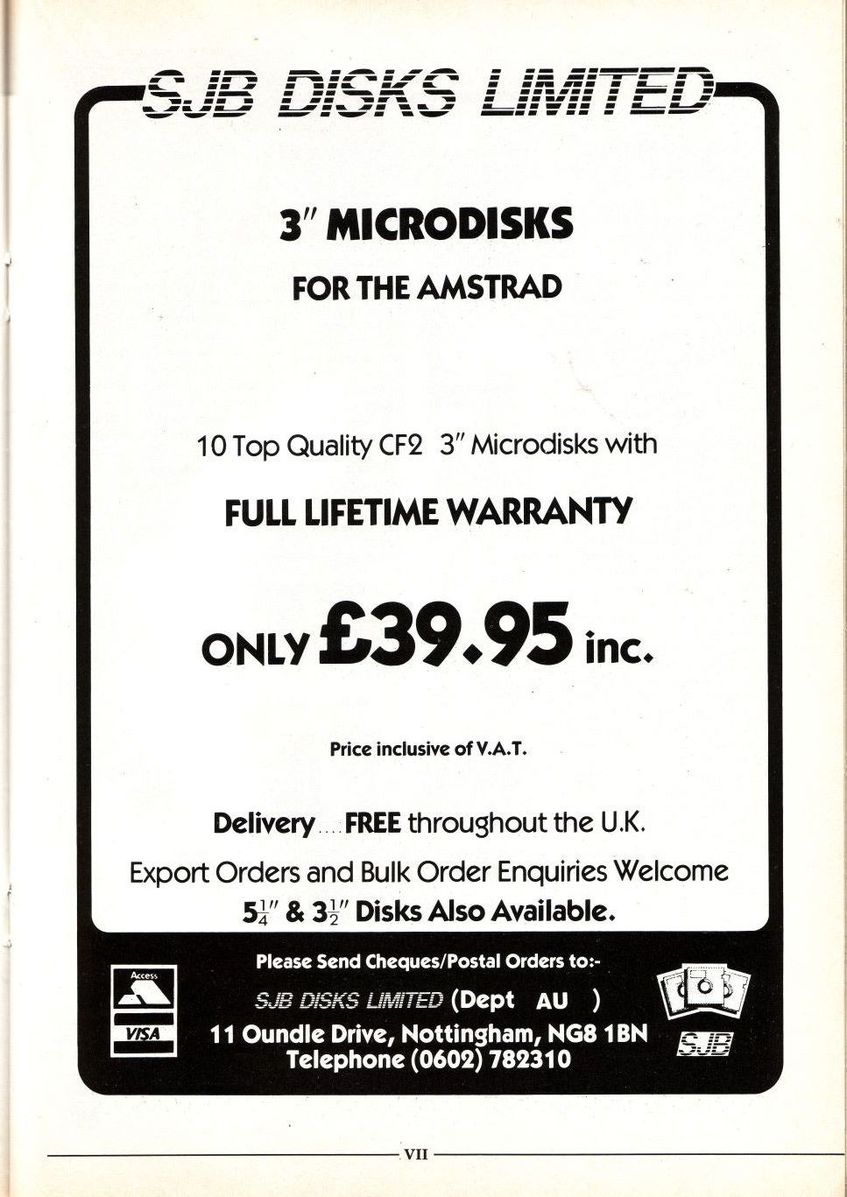 SJB DISKS LIMITED
3" MICRODISKS
FOR THE AMSTRAD
10 Top Quality CF2 3" Microdisks with
FULL LIFETIME WARRANTY
ONLY £39.95 inc.
Price inclusive of V.A.T.
Delivery .... FREE throughout the U.K.
Export Orders and Bulk Order Enquiries Welcome
5¼" & 3½" Disks Also Available.
Please Send Cheques/Postal Orders to:-
SJB DISKS LIMITED (Dept AU )
11 Oundle Drive, Nottingham, NG8 1BN
Telephone (0602) 782310
Access
VISA
SJB
VII